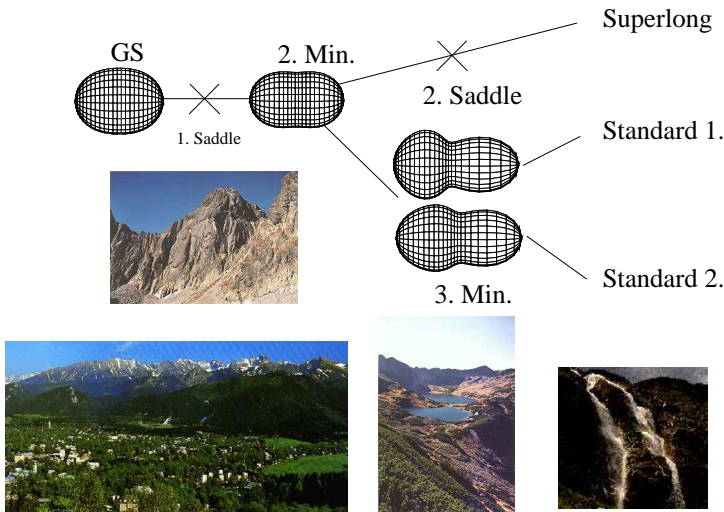 Superlong
GS
2. Min.
2. Saddle
1. Saddle
Standard 1.
Standard 2.
3. Min.